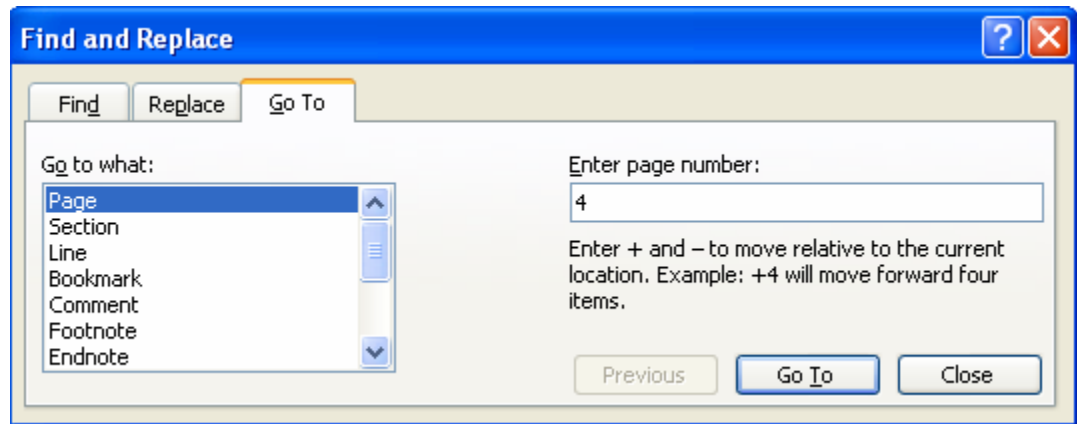 Find and Replace
Find
Replace
Go To
Go to what:
Page
Section
Line
Bookmark
Comment
Footnote
Endnote
Enter page number:
4
Enter + and – to move relative to the current
location. Example: +4 will move forward four
items.
Previous
Go To
Close